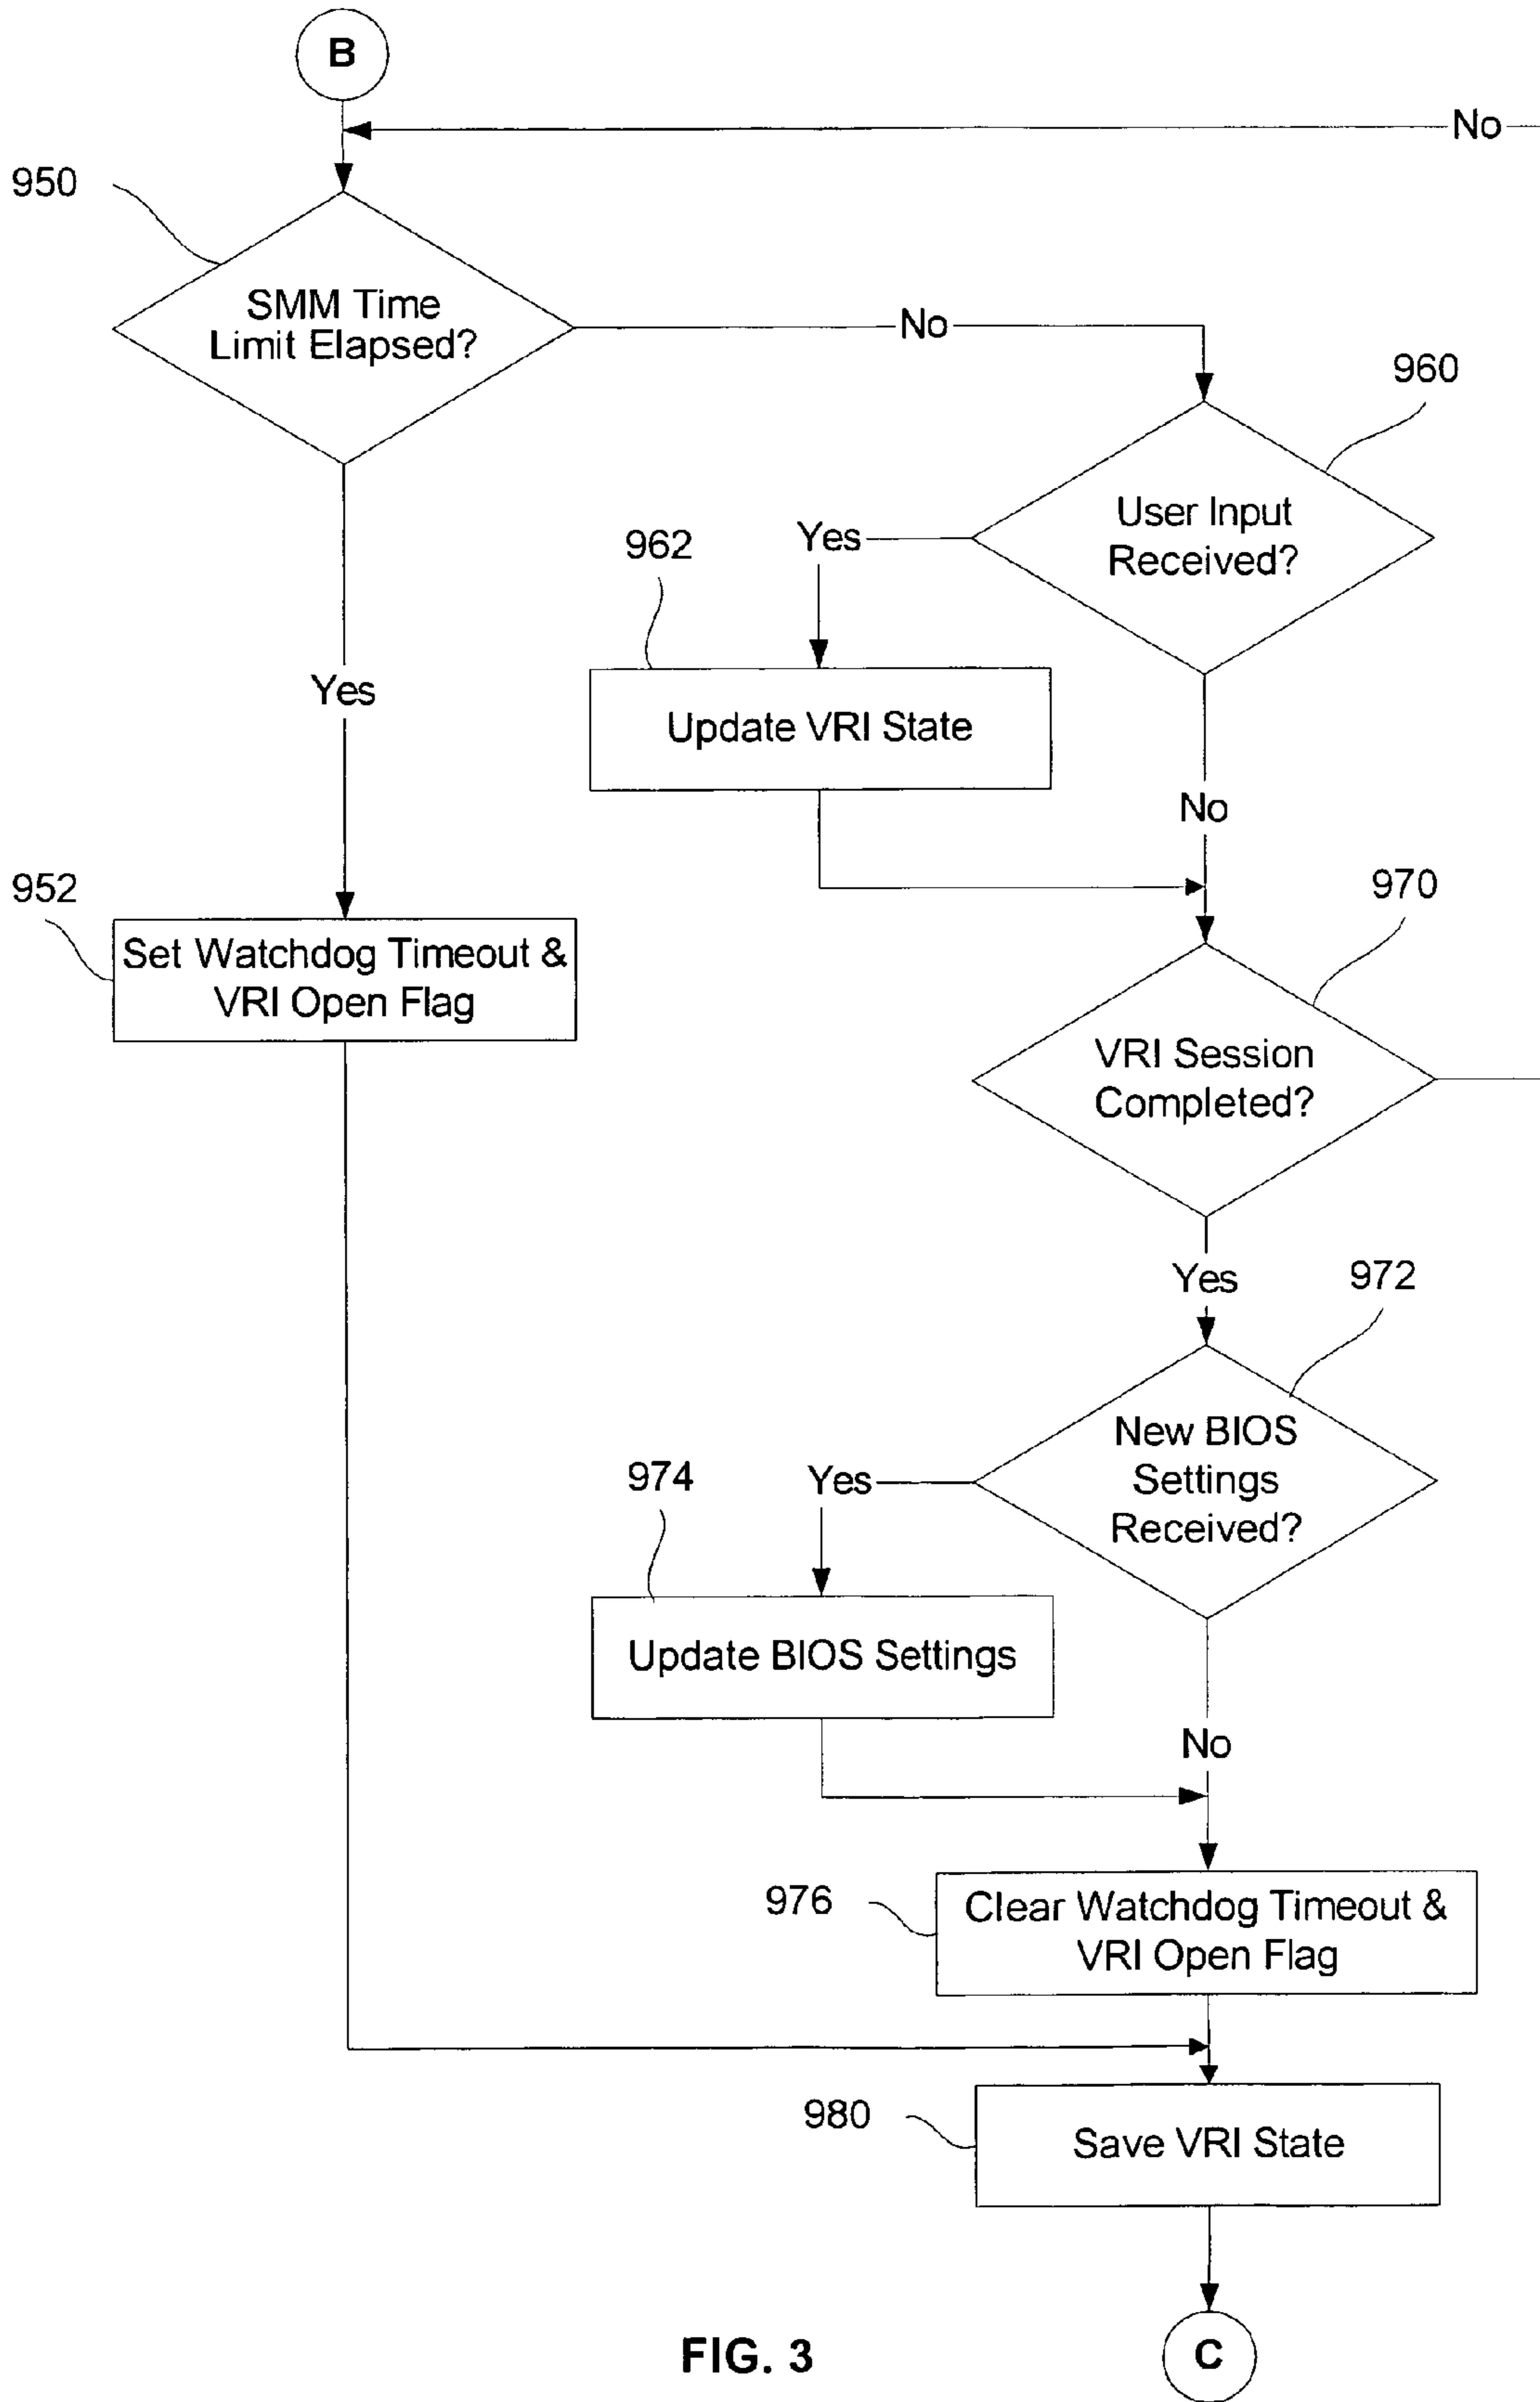 B
No
950
SMM Time
Limit Elapsed?
No
960
User Input
Received?
Yes
962
Update VRI State
Yes
No
952
970
Set Watchdog Timeout &
VRI Open Flag
VRI Session
Completed?
Yes
972
New BIOS
Settings
Received?
Yes
974
Update BIOS Settings
No
976
Clear Watchdog Timeout &
VRI Open Flag
980
Save VRI State
FIG. 3
C